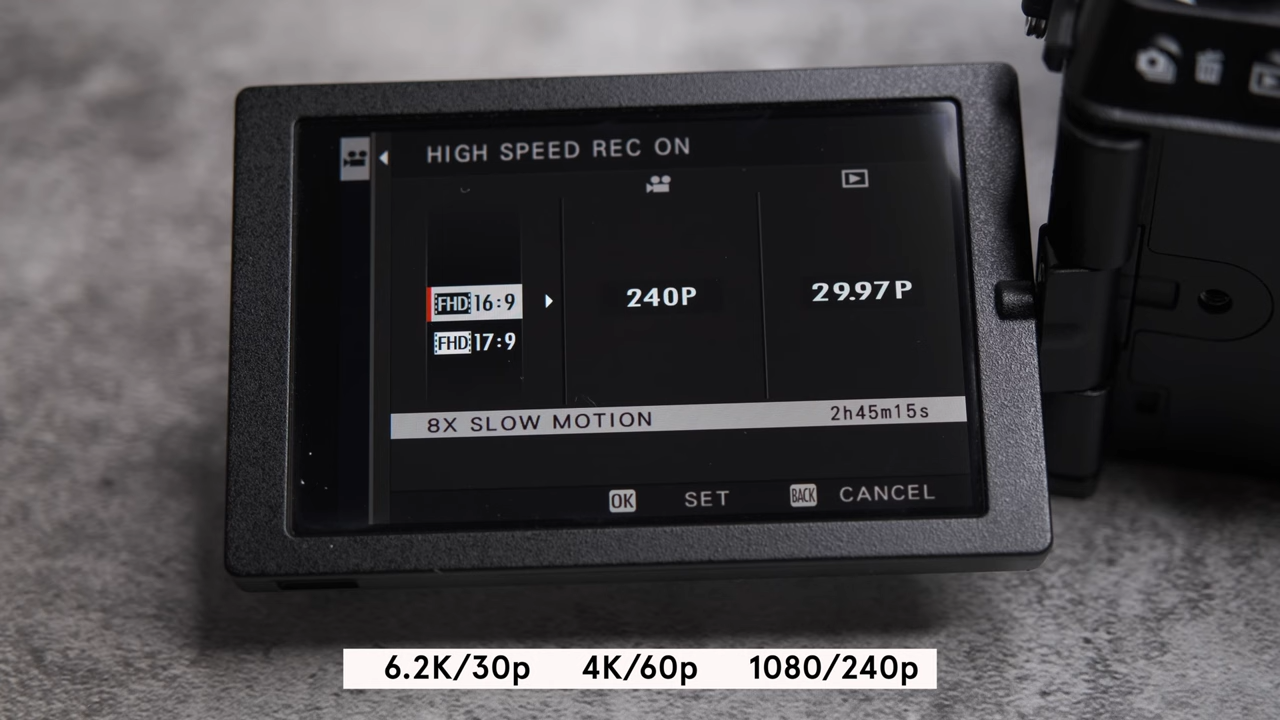 HIGH SPEED REC ON
FHD 16:9
240P
29.97P
FHD 17:9
8X SLOW MOTION 2h45m15s
OK SET BACK CANCEL
6.2K/30p 4K/60p 1080/240p